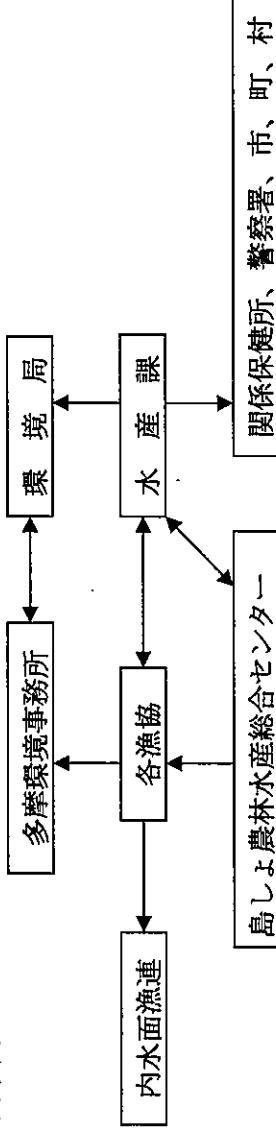 多摩環境事務所
環境局
内水面漁連
各漁協
水産課
島しょ農林水産総合センター
関係保健所、警察署、市、町、村